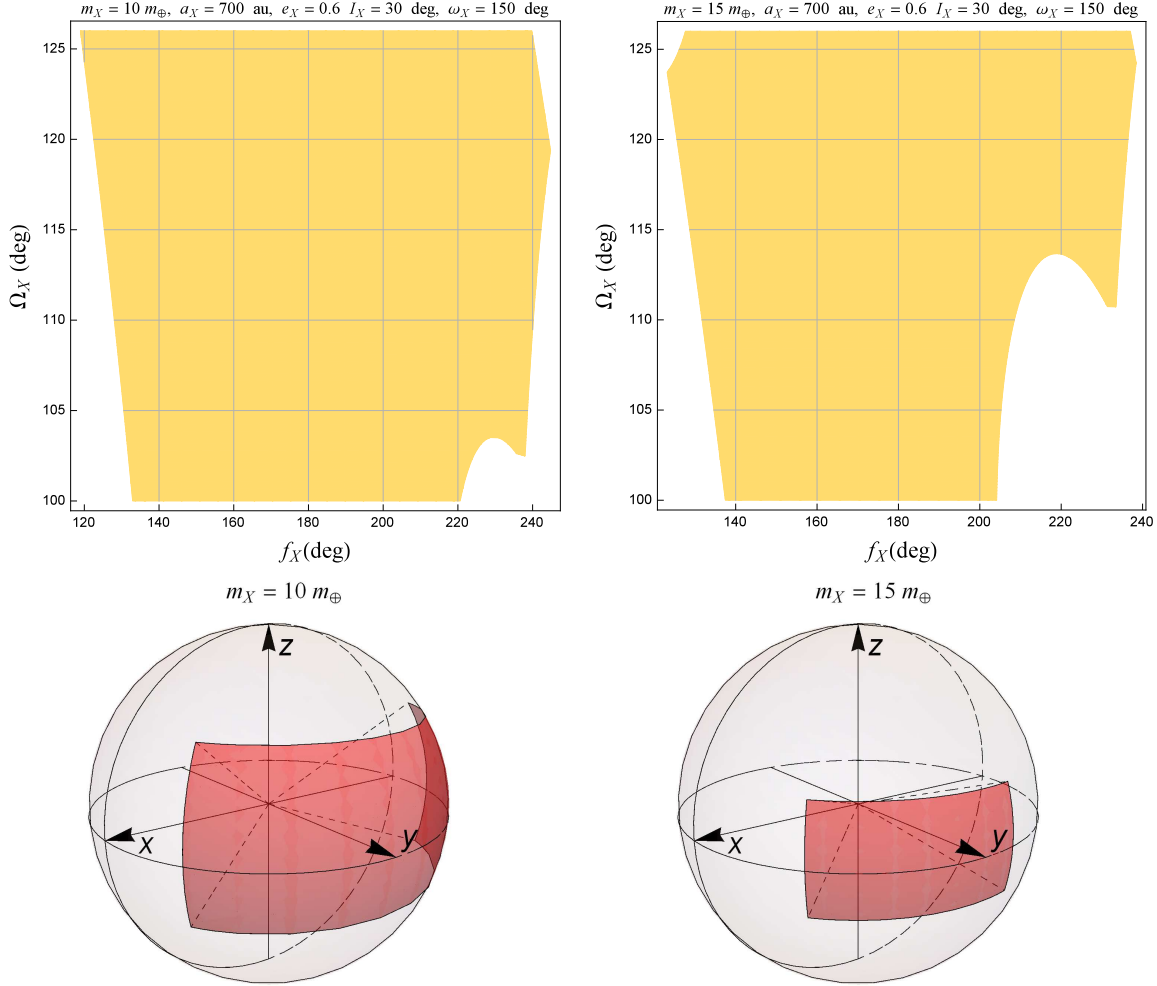 m_X = 10 m_⊕, a_X = 700 au, e_X = 0.6 I_X = 30 deg, ω_X = 150 deg
125
120
115
110
105
100
Ω_X (deg)
120 140 160 180 200 220 240
f_X(deg)
m_X = 15 m_⊕, a_X = 700 au, e_X = 0.6 I_X = 30 deg, ω_X = 150 deg
125
120
115
110
105
100
Ω_X (deg)
140 160 180 200 220 240
f_X(deg)
m_X = 10 m_⊕
z
x
y
m_X = 15 m_⊕
z
x
y